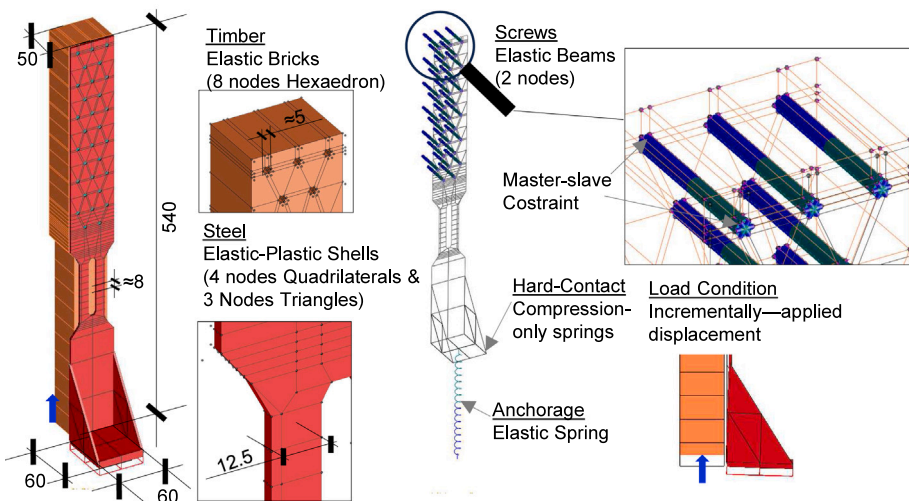 50
540
≈8
60
60
Timber
Elastic Bricks
(8 nodes Hexaedron)
≈5
Steel
Elastic-Plastic Shells
(4 nodes Quadrilaterals &
3 Nodes Triangles)
12.5
Screws
Elastic Beams
(2 nodes)
Master-slave
Costraint
Hard-Contact
Compression-
only springs
Anchorage
Elastic Spring
Load Condition
Incrementally—applied
displacement